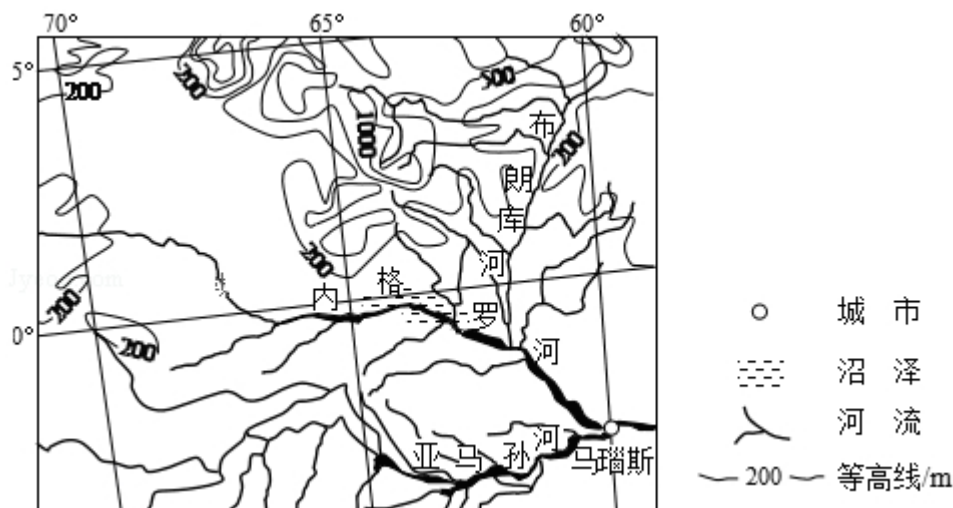 70° 65° 60°
5°
200
200
500
1000
布
200
朗
库
200
河
格
内
罗
200
0°
200
河
亚马孙河
马瑙斯
城 市
沼 泽
河 流
200 等高线/m